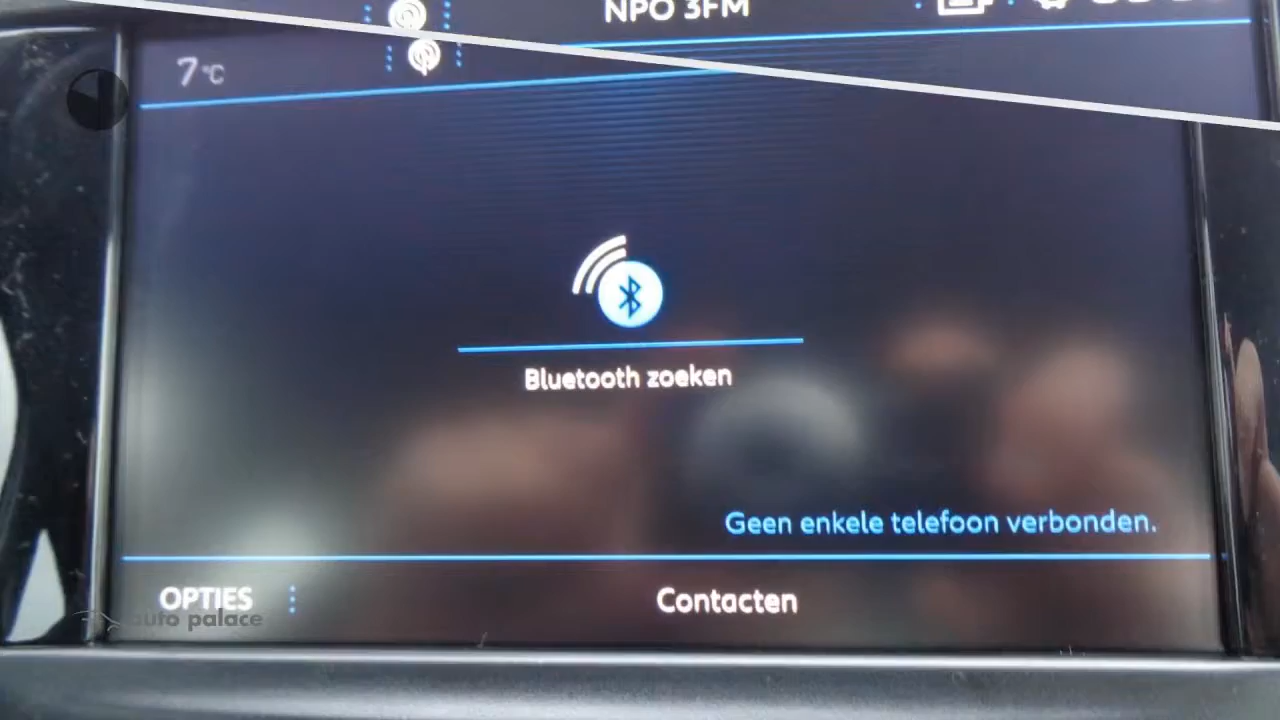 NPO 3FM
7°C
Bluetooth zoeken
Geen enkele telefoon verbonden.
OPTIES
Contacten
auto palace